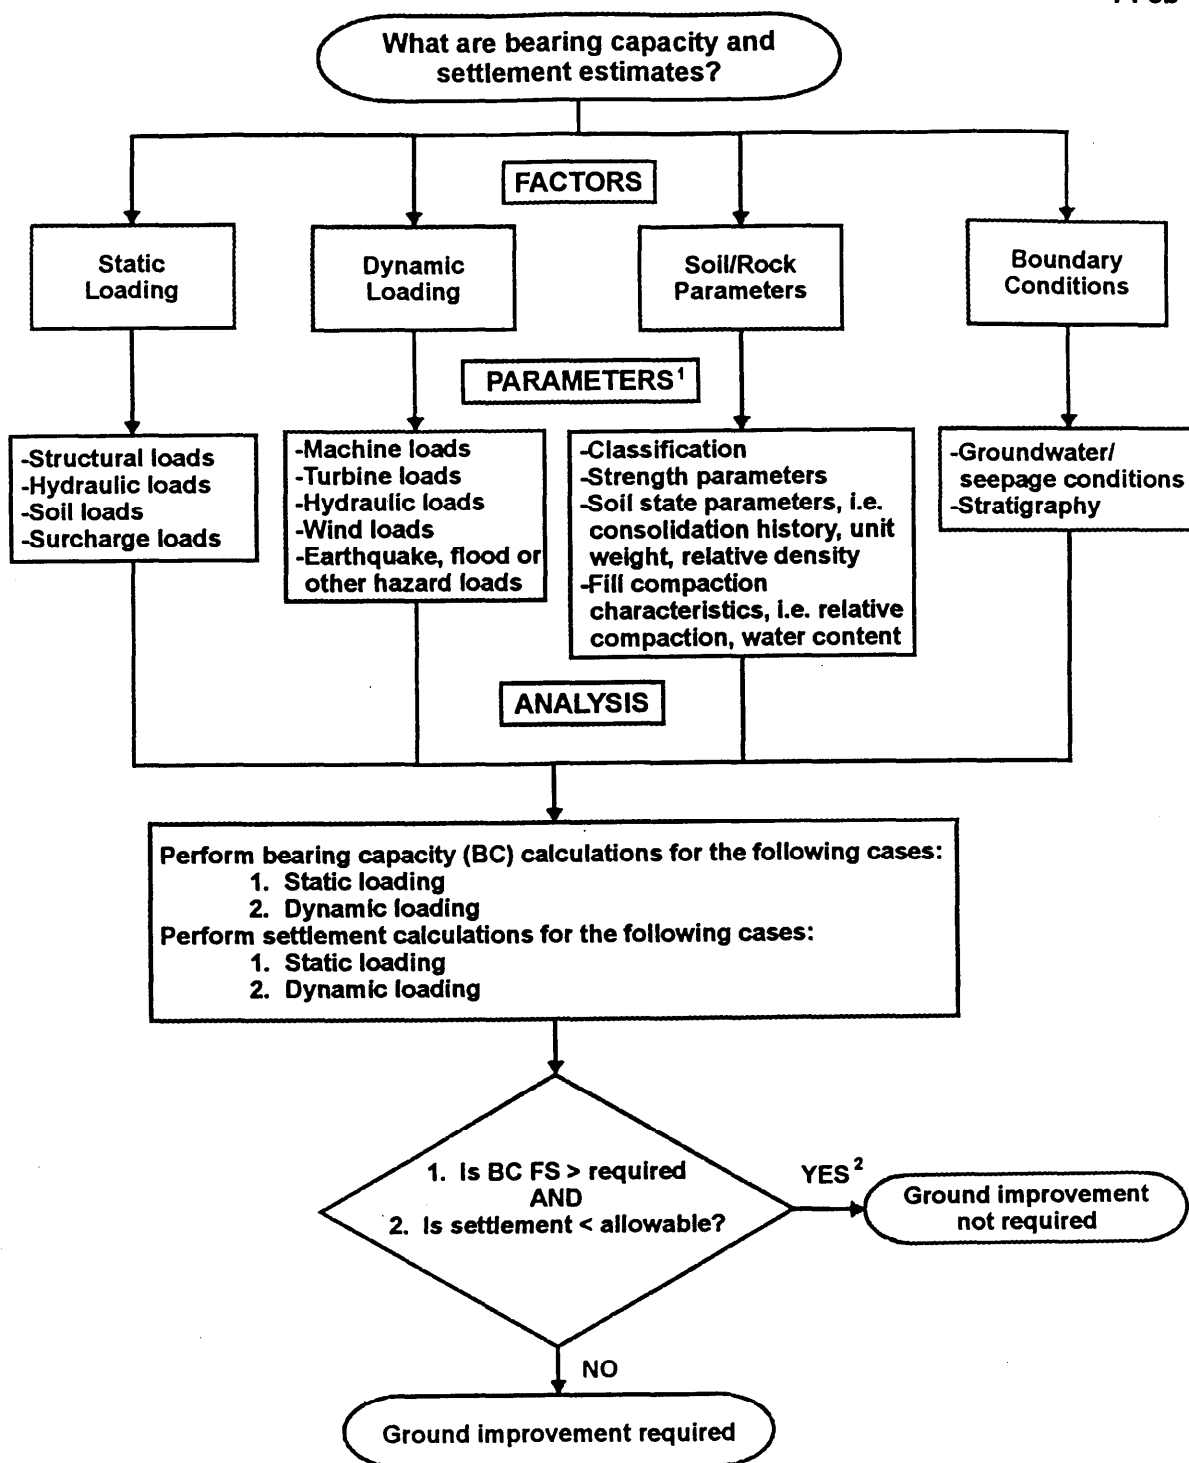 What are bearing capacity and
settlement estimates?
FACTORS
Static
Loading
Dynamic
Loading
Soil/Rock
Parameters
Boundary
Conditions
PARAMETERS¹
-Structural loads
-Hydraulic loads
-Soil loads
-Surcharge loads
-Machine loads
-Turbine loads
-Hydraulic loads
-Wind loads
-Earthquake, flood or
other hazard loads
-Classification
-Strength parameters
-Soil state parameters, i.e.
consolidation history, unit
weight, relative density
-Fill compaction
characteristics, i.e. relative
compaction, water content
-Groundwater/
seepage conditions
-Stratigraphy
ANALYSIS
Perform bearing capacity (BC) calculations for the following cases:
1. Static loading
2. Dynamic loading
Perform settlement calculations for the following cases:
1. Static loading
2. Dynamic loading
1. Is BC FS > required
AND
2. Is settlement < allowable?
YES²
Ground improvement
not required
NO
Ground improvement required